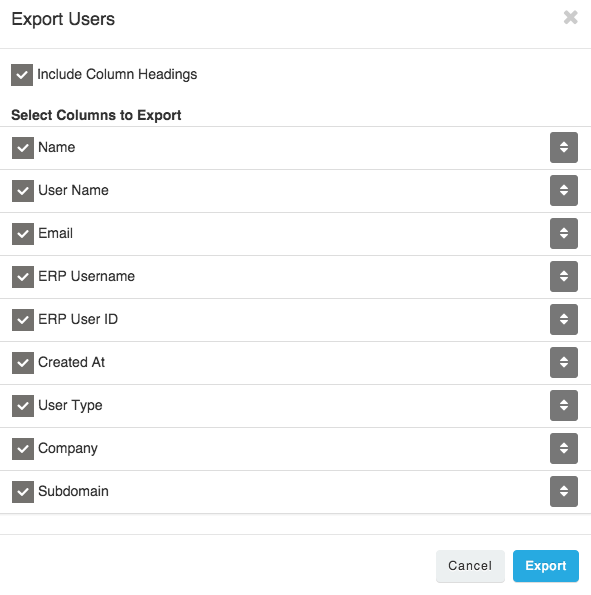 Export Users
Include Column Headings
Select Columns to Export
Name
User Name
Email
ERP Username
ERP User ID
Created At
User Type
Company
Subdomain
Cancel Export